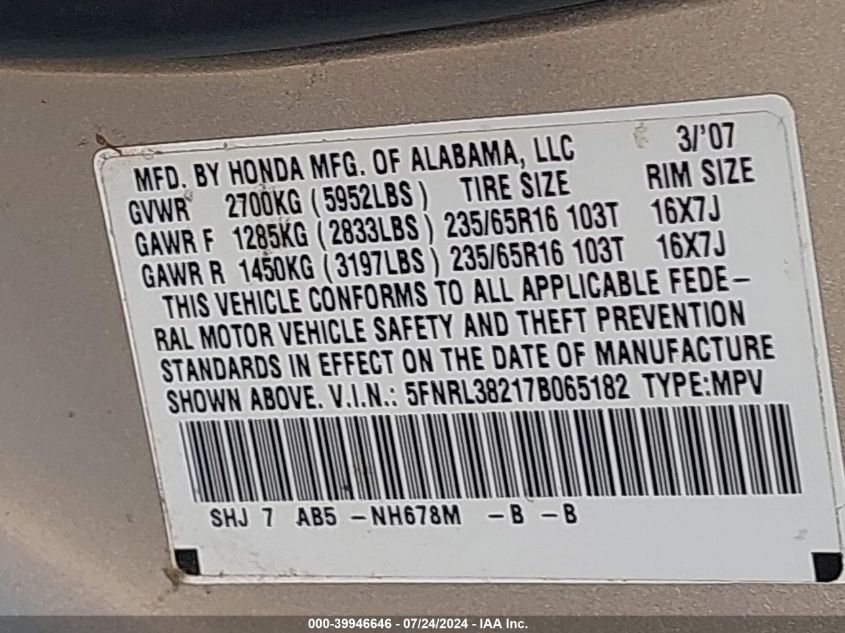 MFD. BY HONDA MFG. OF ALABAMA, LLC 3/'07
GVWR 2700KG (5952LBS) TIRE SIZE RIM SIZE
GAWR F 1285KG (2833LBS) 235/65R16 103T 16X7J
GAWR R 1450KG (3197LBS) 235/65R16 103T 16X7J
THIS VEHICLE CONFORMS TO ALL APPLICABLE FEDE-
RAL MOTOR VEHICLE SAFETY AND THEFT PREVENTION
STANDARDS IN EFFECT ON THE DATE OF MANUFACTURE
SHOWN ABOVE. V.I.N.: 5FNRL38217B065182 TYPE:MPV
SHJ 7 AB5 -NH678M -B -B
000-39946646 / 07/24/2024 - IAA Inc.